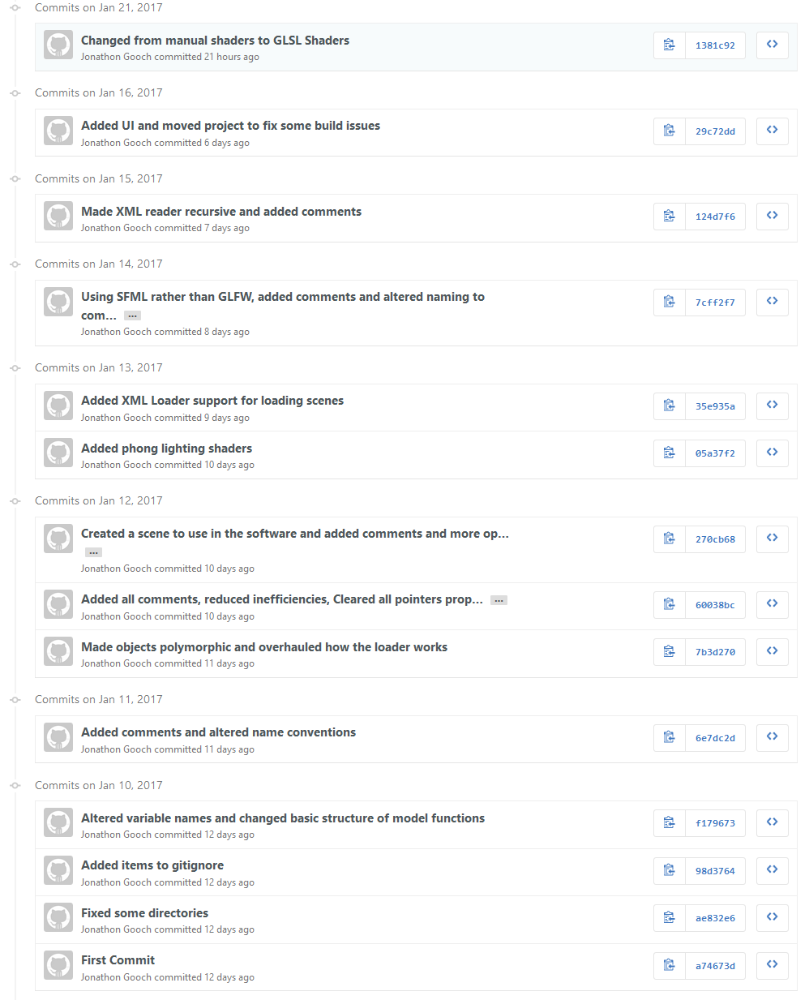 Commits on Jan 21, 2017
Changed from manual shaders to GLSL Shaders
1381c92
Jonathon Gooch committed 21 hours ago
Commits on Jan 16, 2017
Added UI and moved project to fix some build issues
29c72dd
Jonathon Gooch committed 6 days ago
Commits on Jan 15, 2017
Made XML reader recursive and added comments
124d7f6
Jonathon Gooch committed 7 days ago
Commits on Jan 14, 2017
Using SFML rather than GLFW, added comments and altered naming to
com... ...
7cff2f7
Jonathon Gooch committed 8 days ago
Commits on Jan 13, 2017
Added XML Loader support for loading scenes
35e935a
Jonathon Gooch committed 9 days ago
Added phong lighting shaders
05a37f2
Jonathon Gooch committed 10 days ago
Commits on Jan 12, 2017
Created a scene to use in the software and added comments and more op...
...
270cb68
Jonathon Gooch committed 10 days ago
Added all comments, reduced inefficiencies, Cleared all pointers prop... ...
60038bc
Jonathon Gooch committed 10 days ago
Made objects polymorphic and overhauled how the loader works
7b3d270
Jonathon Gooch committed 11 days ago
Commits on Jan 11, 2017
Added comments and altered name conventions
6e7dc2d
Jonathon Gooch committed 11 days ago
Commits on Jan 10, 2017
Altered variable names and changed basic structure of model functions
f179673
Jonathon Gooch committed 12 days ago
Added items to gitignore
98d3764
Jonathon Gooch committed 12 days ago
Fixed some directories
ae832e6
Jonathon Gooch committed 12 days ago
First Commit
a74673d
Jonathon Gooch committed 12 days ago